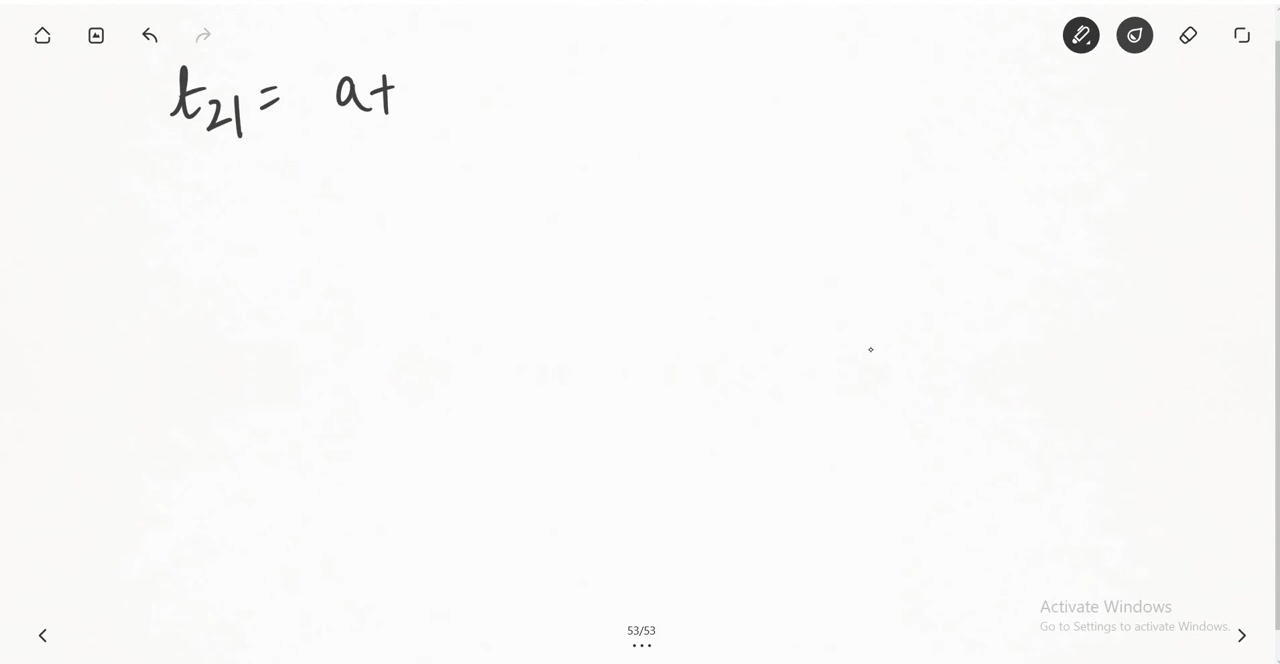 t21 = a+
53/53
Activate Windows
Go to Settings to activate Windows.